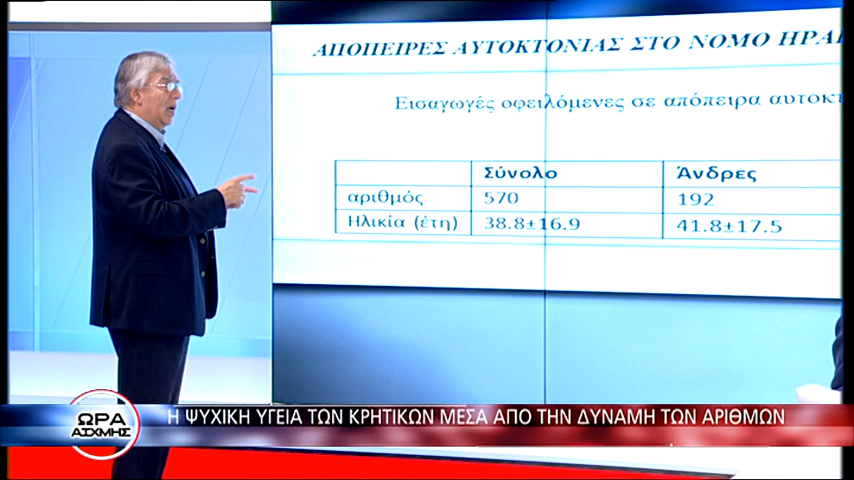 ΑΠΟΠΕΙΡΕΣ ΑΥΤΟΚΤΟΝΙΑΣ ΣΤΟ ΝΟΜΟ ΗΡΑ
Εισαγωγές οφειλόμενες σε απόπειρα αυτοκτ
Σύνολο Άνδρες
αριθμός 570 192
Ηλικία (έτη) 38.8±16.9 41.8±17.5
ΩΡΑ
ΑΙΧΜΗΣ
Η ΨΥΧΙΚΗ ΥΓΕΙΑ ΤΩΝ ΚΡΗΤΙΚΩΝ ΜΕΣΑ ΑΠΟ ΤΗΝ ΔΥΝΑΜΗ ΤΩΝ ΑΡΙΘΜΩΝ